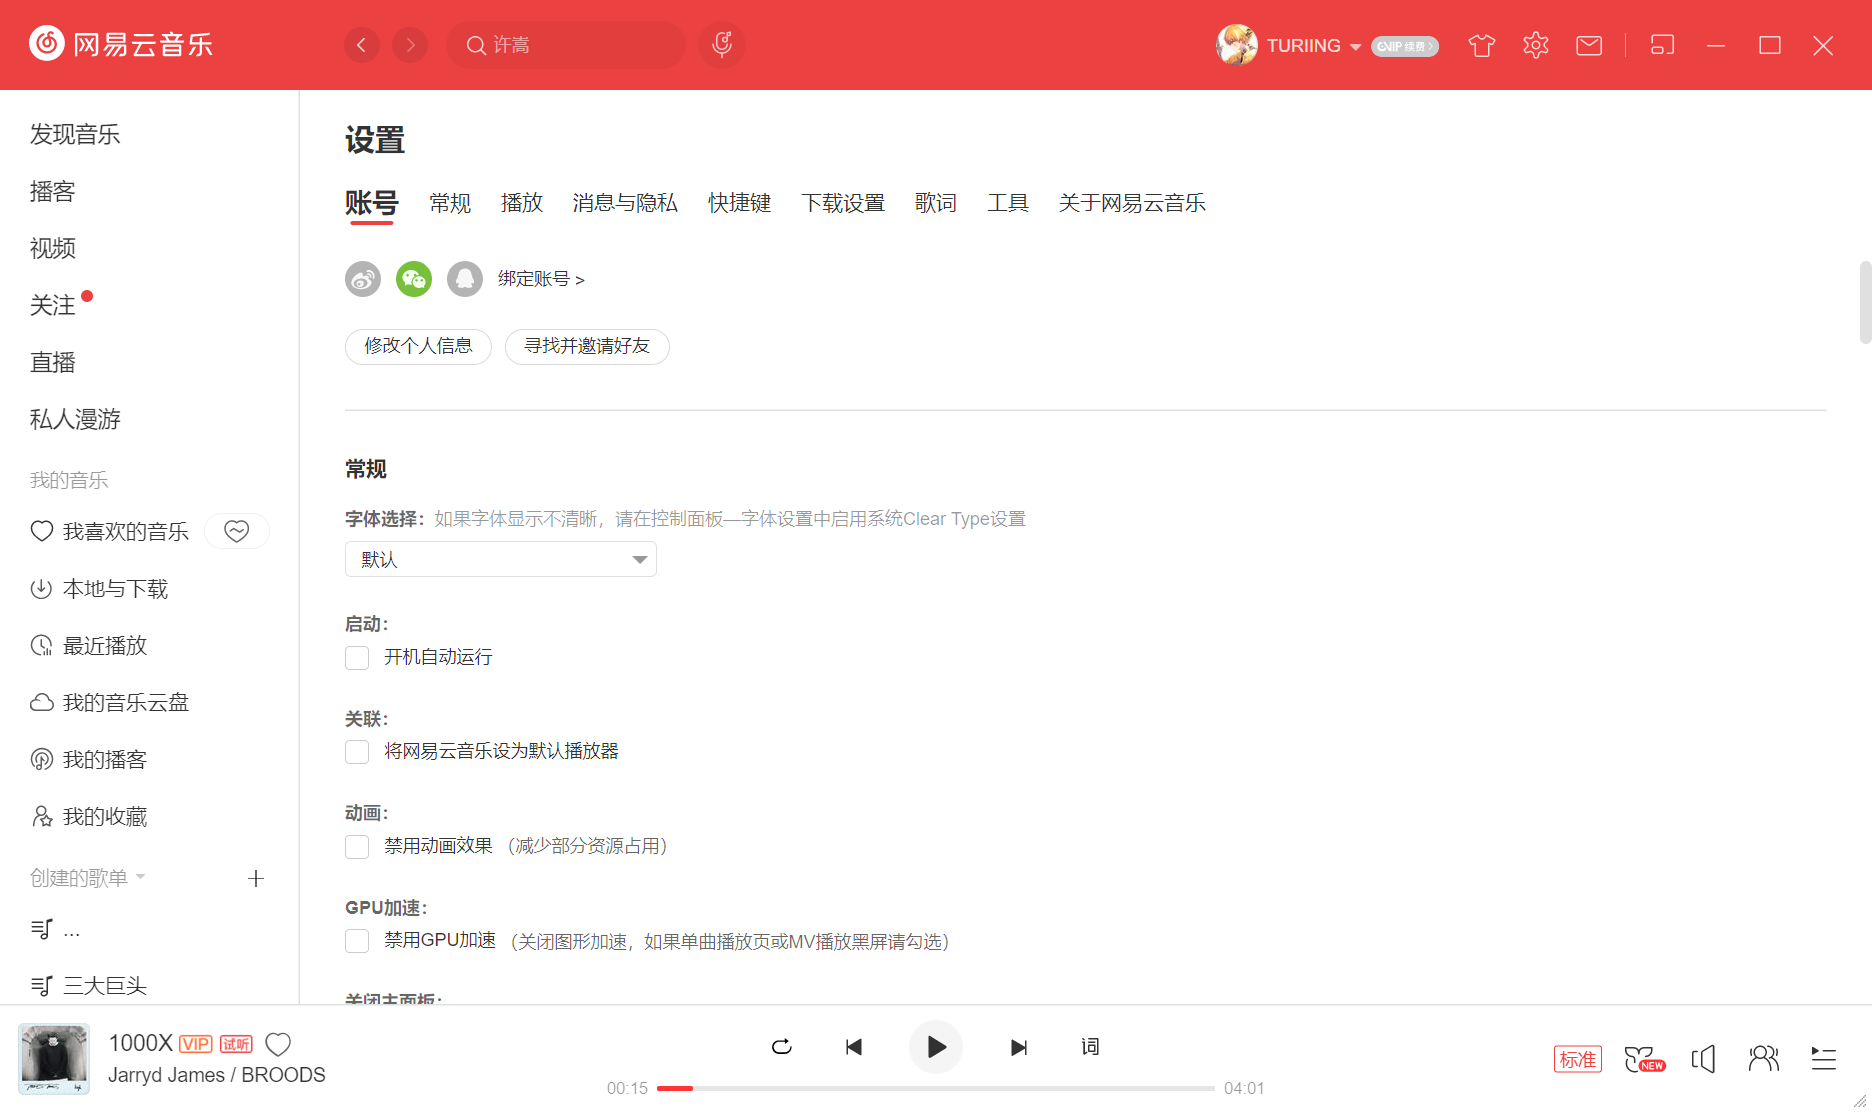 网易云音乐
许嵩
TURIING
VIP 续费
发现音乐
播客
视频
关注
直播
私人漫游
我的音乐
我喜欢的音乐
本地与下载
最近播放
我的音乐云盘
我的播客
我的收藏
创建的歌单
...
三大巨头
设置
账号 常规 播放 消息与隐私 快捷键 下载设置 歌词 工具 关于网易云音乐
绑定账号 >
修改个人信息 寻找并邀请好友
常规
字体选择：如果字体显示不清晰，请在控制面板—字体设置中启用系统Clear Type设置
默认
启动：
开机自动运行
关联：
将网易云音乐设为默认播放器
动画：
禁用动画效果 （减少部分资源占用）
GPU加速：
禁用GPU加速 （关闭图形加速，如果单曲播放页或MV播放黑屏请勾选）
关闭主面板：
1000X VIP 试听
Jarryd James / BROODS
词
00:15 04:01
标准
NEW